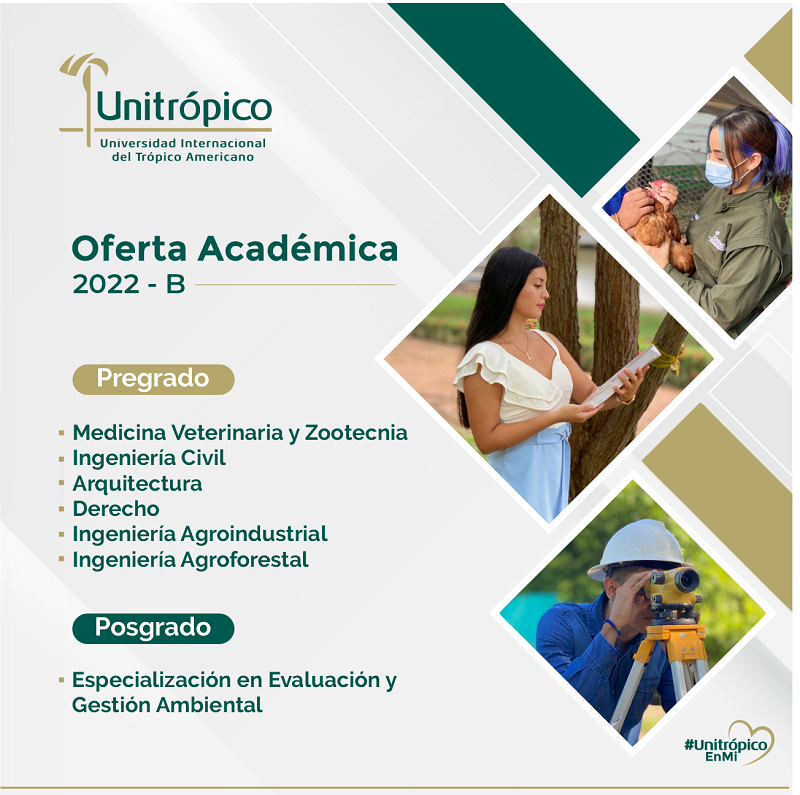 Unitrópico
Universidad Internacional
del Trópico Americano
Oferta Académica
2022 - B
Pregrado
Medicina Veterinaria y Zootecnia
Ingeniería Civil
Arquitectura
Derecho
Ingeniería Agroindustrial
Ingeniería Agroforestal
Posgrado
Especialización en Evaluación y
Gestión Ambiental
#Unitrópico
EnMi